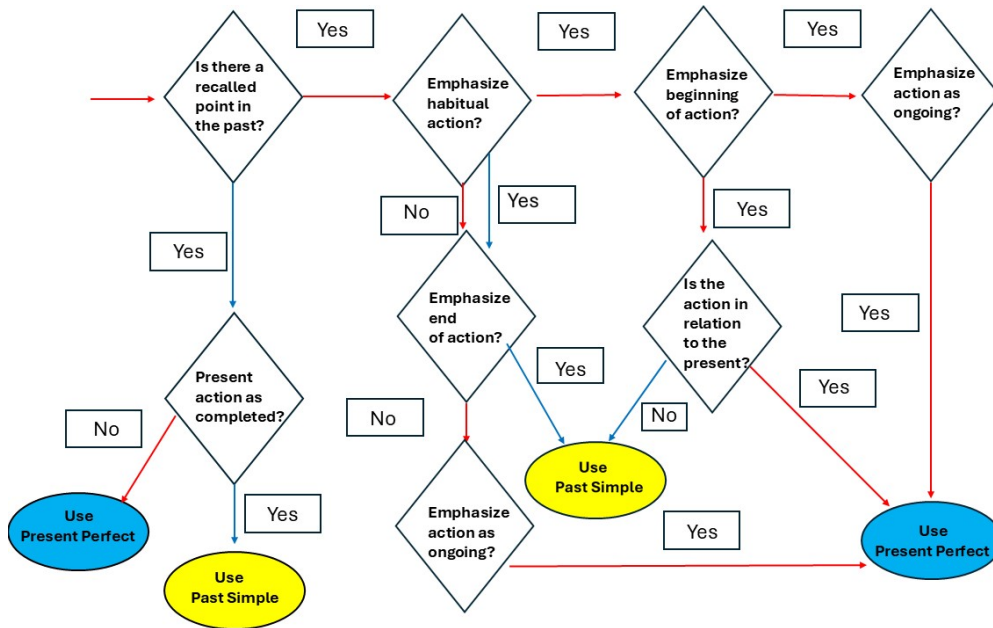 Yes
Yes
Yes
Is there a
recalled
point in
the past?
Emphasize
habitual
action?
Emphasize
beginning
of action?
Emphasize
action as
ongoing?
No
Yes
Yes
Yes
Emphasize
end
of action?
Is the
action in
relation
to the
present?
Yes
Present
action as
completed?
Yes
Yes
No
No
No
Use
Past Simple
Use
Present Perfect
Yes
Emphasize
action as
ongoing?
Yes
Use
Present Perfect
Use
Past Simple